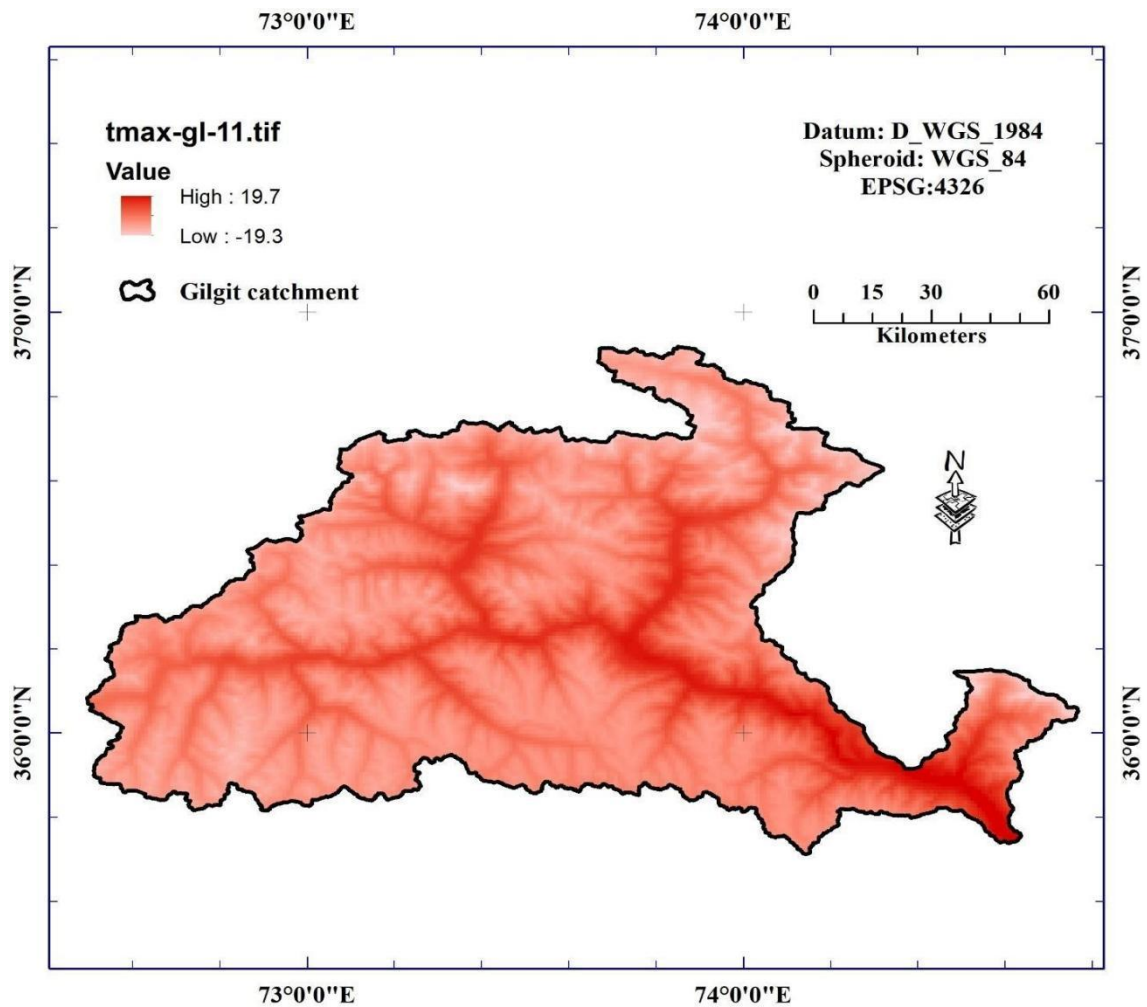 73°0'0"E
74°0'0"E
tmax-gl-11.tif
Value
High : 19.7
Low : -19.3
Gilgit catchment
Datum: D_WGS_1984
Spheroid: WGS_84
EPSG:4326
0 15 30 60
Kilometers
37°0'0"N
37°0'0"N
N
36°0'0"N
36°0'0"N
73°0'0"E
74°0'0"E